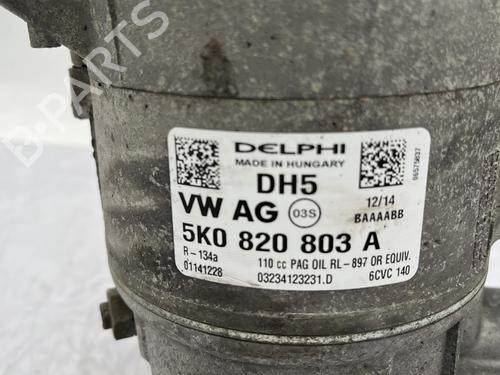 B-PARTS
DELPHI
MADE IN HUNGARY
DH5
12/14
VW AG 03S BAAAABB
5K0 820 803 A
R-134a 110 cc PAG OIL RL-897 OR EQUIV.
01141228 03234123231.D 6CVC 140
06575837